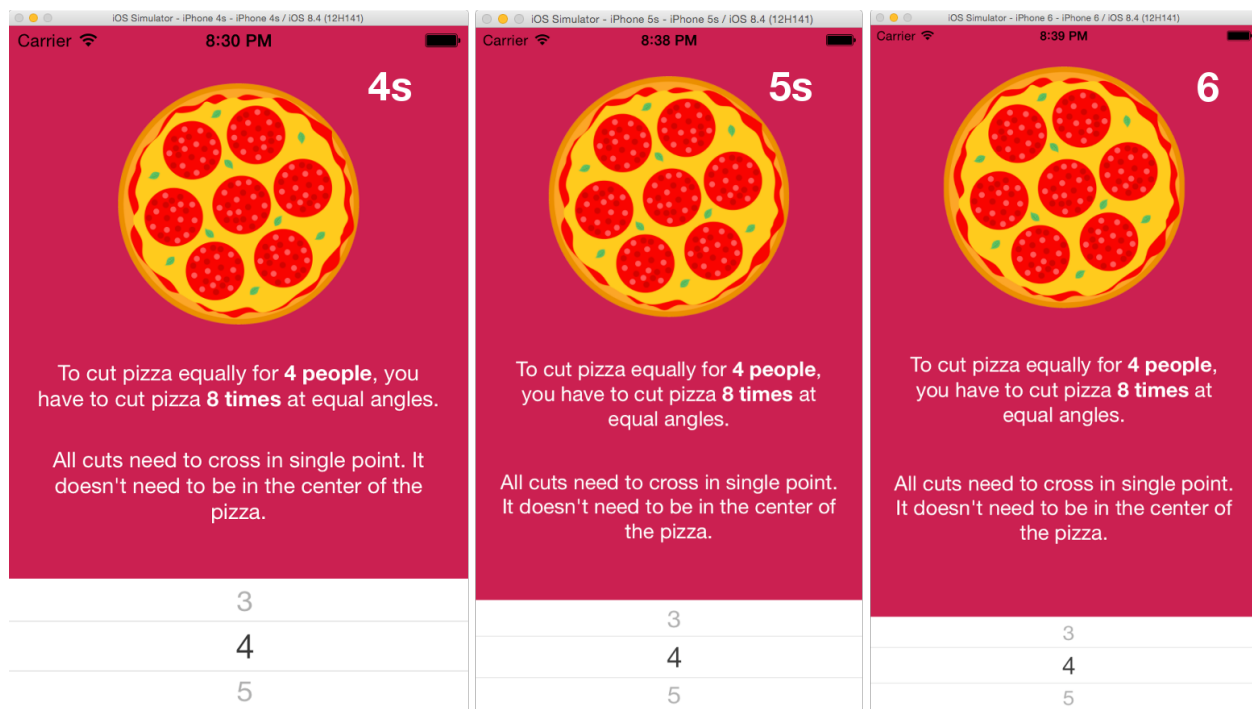 iOS Simulator - iPhone 4s - iPhone 4s / iOS 8.4 (12H141)
Carrier 8:30 PM
4s
To cut pizza equally for 4 people, you
have to cut pizza 8 times at equal angles.
All cuts need to cross in single point. It
doesn't need to be in the center of the
pizza.
3
4
5
iOS Simulator - iPhone 5s - iPhone 5s / iOS 8.4 (12H141)
Carrier 8:38 PM
5s
To cut pizza equally for 4 people,
you have to cut pizza 8 times at
equal angles.
All cuts need to cross in single point.
It doesn't need to be in the center of
the pizza.
3
4
5
iOS Simulator - iPhone 6 - iPhone 6 / iOS 8.4 (12H141)
Carrier 8:39 PM
6
To cut pizza equally for 4 people,
you have to cut pizza 8 times at
equal angles.
All cuts need to cross in single point.
It doesn't need to be in the center of
the pizza.
3
4
5